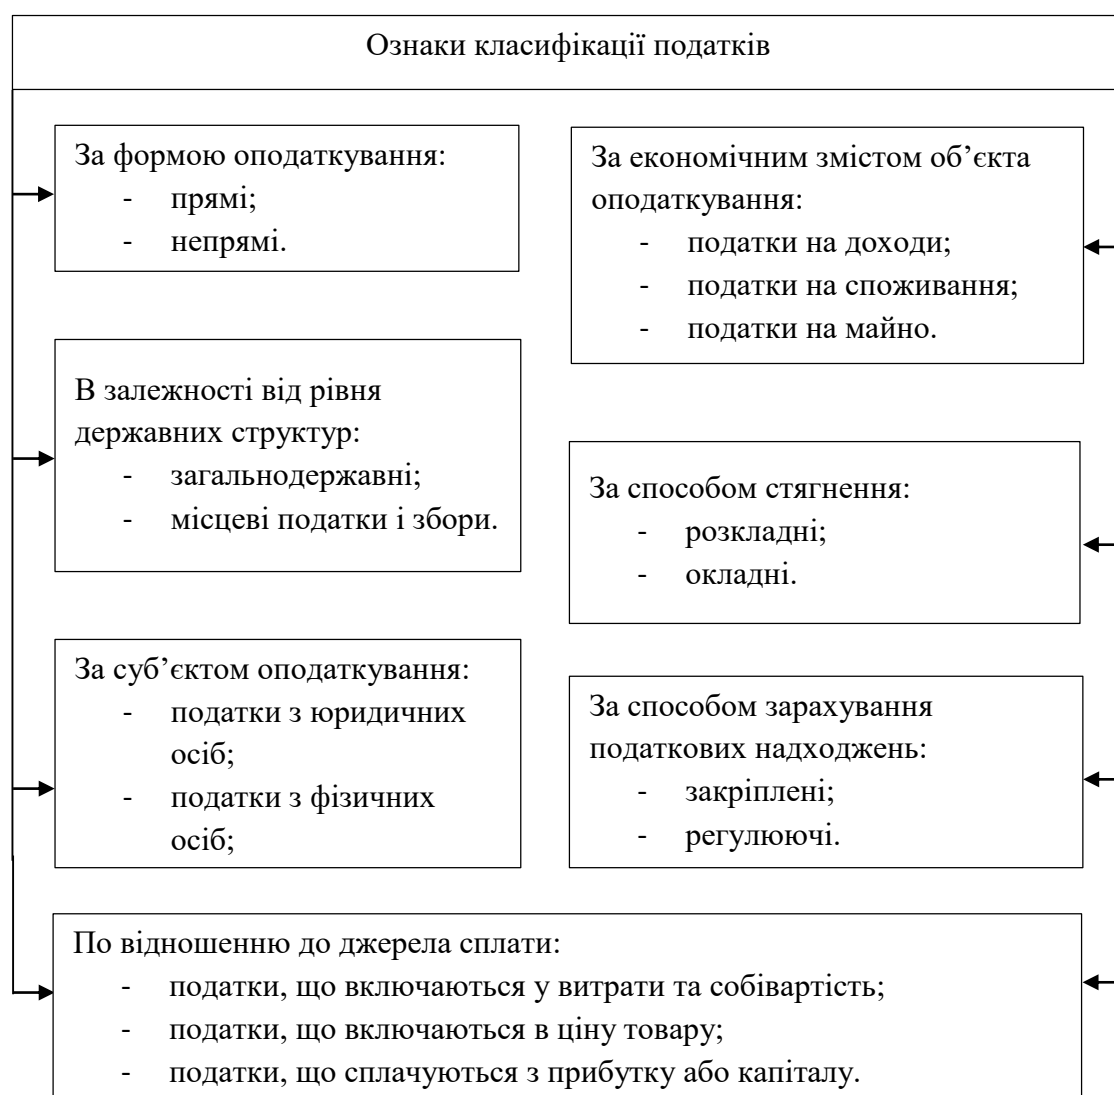 Ознаки класифікації податків
За формою оподаткування:
- прямі;
- непрямі.
За економічним змістом об’єкта
оподаткування:
- податки на доходи;
- податки на споживання;
- податки на майно.
В залежності від рівня
державних структур:
- загальнодержавні;
- місцеві податки і збори.
За способом стягнення:
- розкладні;
- окладні.
За суб’єктом оподаткування:
- податки з юридичних
осіб;
- податки з фізичних
осіб;
За способом зарахування
податкових надходжень:
- закріплені;
- регулюючі.
По відношенню до джерела сплати:
- податки, що включаються у витрати та собівартість;
- податки, що включаються в ціну товару;
- податки, що сплачуються з прибутку або капіталу.